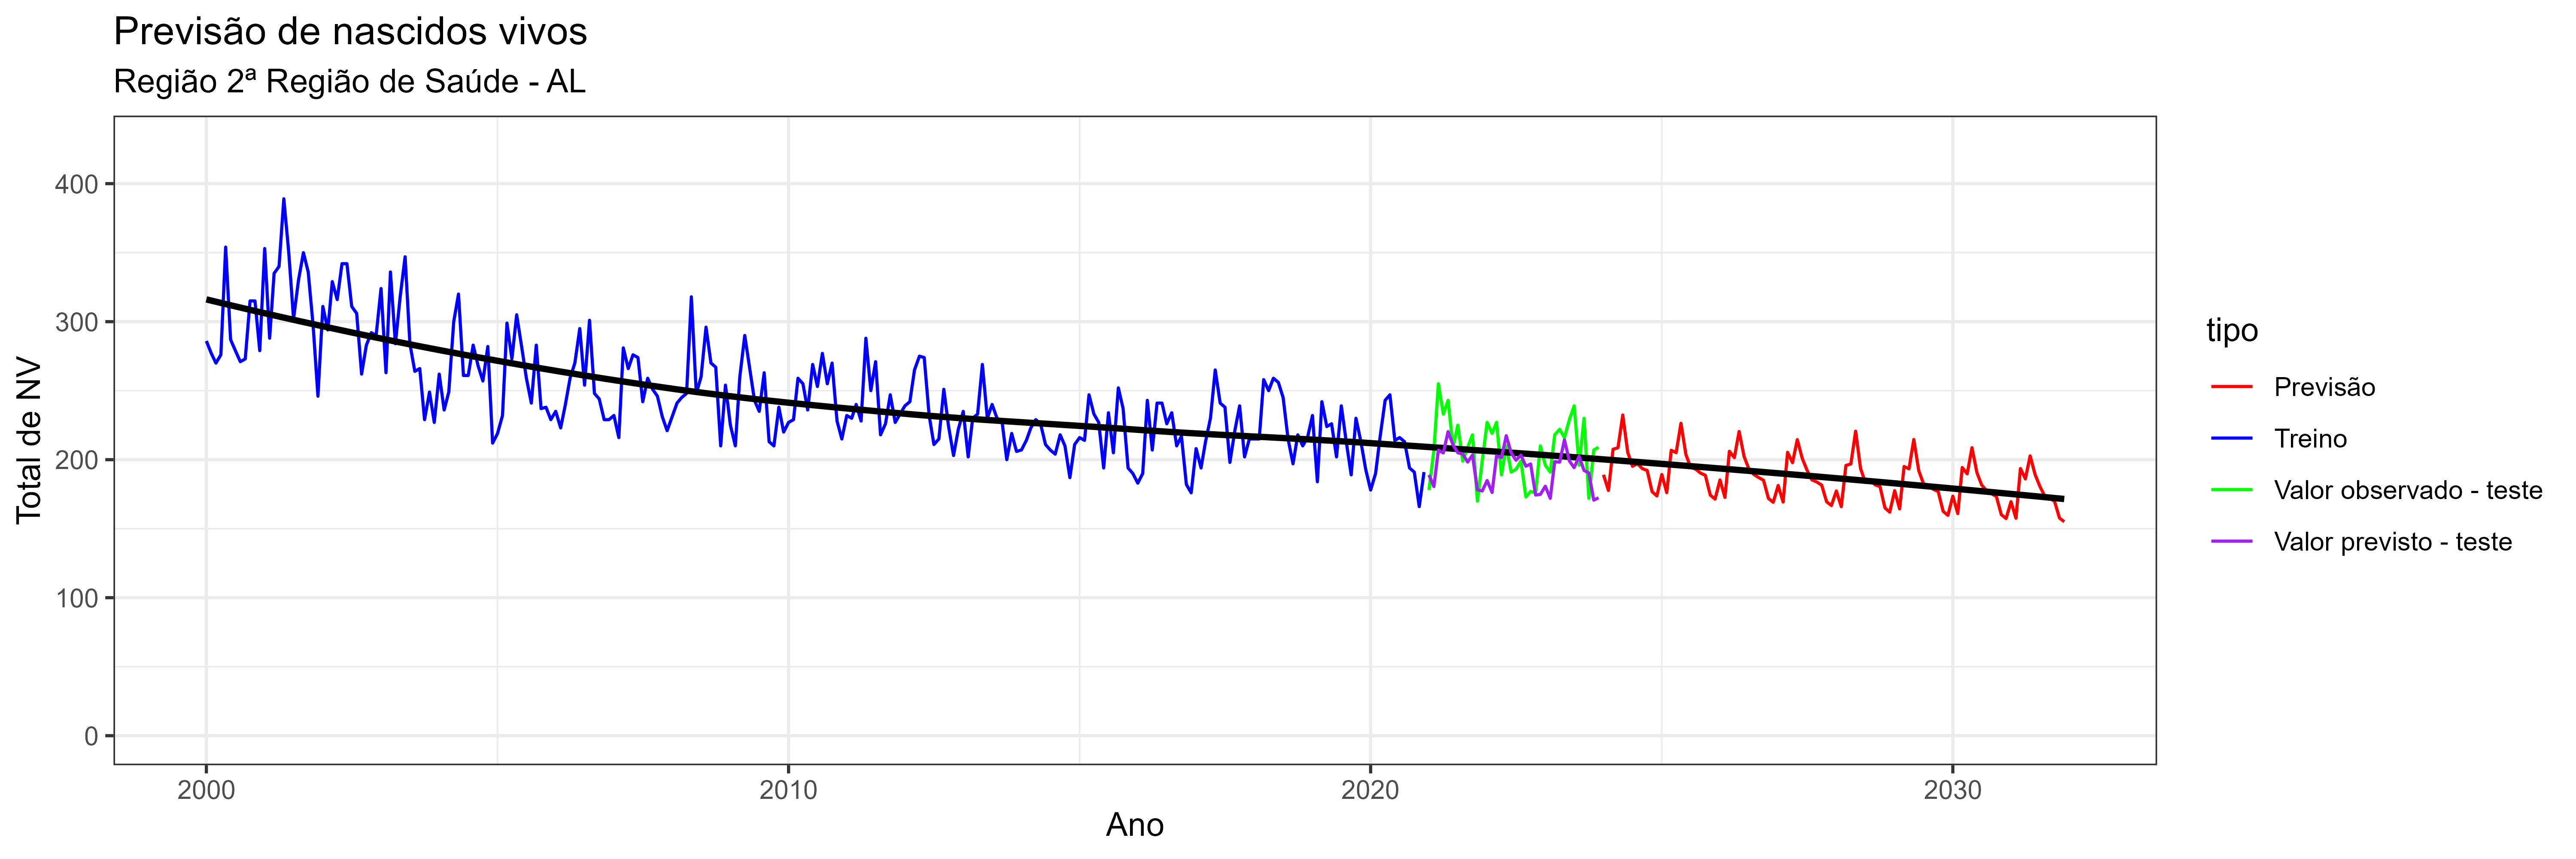 Previsão de nascidos vivos
Região 2ª Região de Saúde - AL
Total de NV
400
300
200
100
0
2000
2010
2020
2030
Ano
tipo
Previsão
Treino
Valor observado - teste
Valor previsto - teste